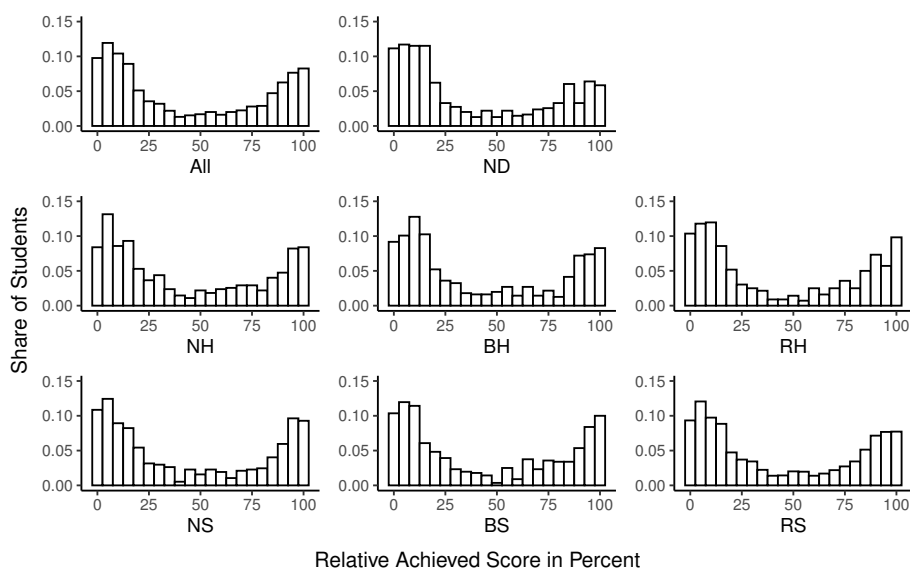 0.15 0.15
0.10 0.10
0.05 0.05
0.00 0.00
0 25 50 75 100 0 25 50 75 100
All ND
0.15 0.15 0.15
0.10 0.10 0.10
0.05 0.05 0.05
0.00 0.00 0.00
0 25 50 75 100 0 25 50 75 100 0 25 50 75 100
NH BH RH
Share of Students
0.15 0.15 0.15
0.10 0.10 0.10
0.05 0.05 0.05
0.00 0.00 0.00
0 25 50 75 100 0 25 50 75 100 0 25 50 75 100
NS BS RS
Relative Achieved Score in Percent